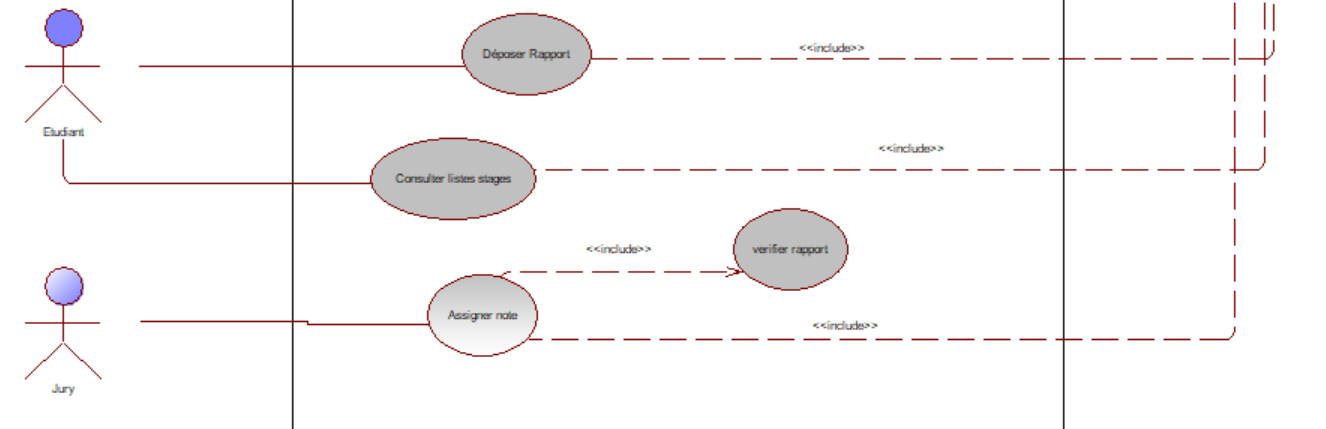 Déposer Rapport
<<include>>
Etudiant
<<include>>
Consulter listes stages
<<include>>
verifier rapport
Assigner note
<<include>>
Jury